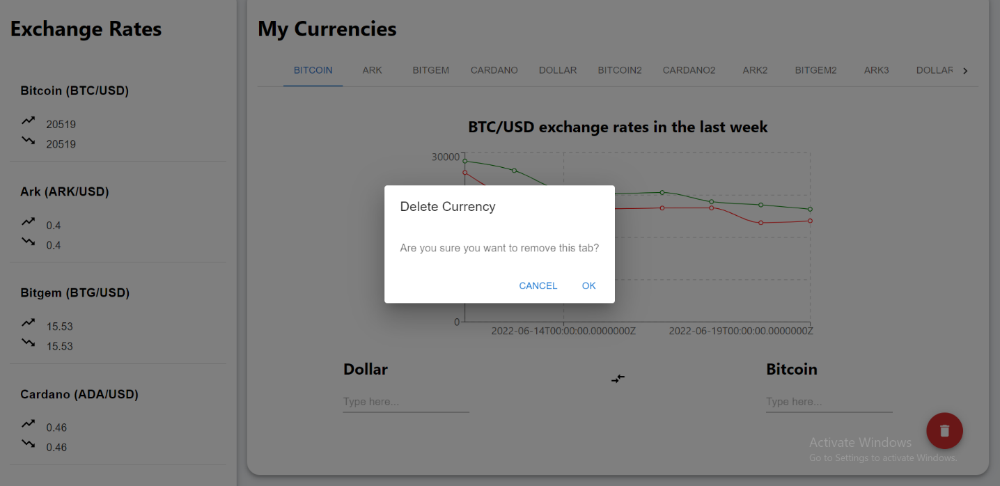 Exchange Rates
Bitcoin (BTC/USD)
20519
20519
Ark (ARK/USD)
0.4
0.4
Bitgem (BTG/USD)
15.53
15.53
Cardano (ADA/USD)
0.46
0.46
My Currencies
BITCOIN ARK BITGEM CARDANO DOLLAR BITCOIN2 CARDANO2 ARK2 BITGEM2 ARK3 DOLLAR
BTC/USD exchange rates in the last week
30000
0
2022-06-14T00:00:00.0000000Z 2022-06-19T00:00:00.0000000Z
Delete Currency
Are you sure you want to remove this tab?
CANCEL OK
Dollar Bitcoin
Type here... Type here...
Activate Windows
Go to Settings to activate Windows.